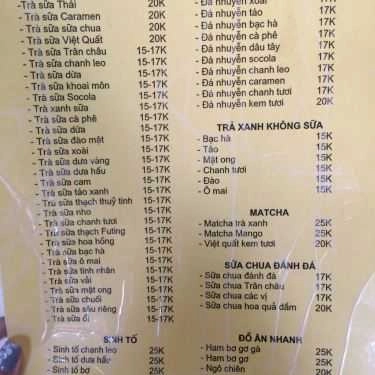 - Trà sữa Thái 20K
- Trà sữa Caramen 20K
- Trà sữa sữa chua 20K
- Trà sữa Việt Quất 20K
- Trà sữa Trân châu 15-17K
- Trà sữa chanh leo 15-17K
- Trà sữa dừa 15-17K
- Trà sữa khoai môn 15-17K
- Trà sữa Socola 15-17K
- Trà xanh sữa 15-17K
- Trà sữa cà phê 15-17K
- Trà sữa dứa 15-17K
- Trà sữa đào mật 15-17K
- Trà sữa xoài 15-17K
- Trà sữa dưa vàng 15-17K
- Trà sữa dưa hấu 15-17K
- Trà sữa cam 15-17K
- Trà sữa táo xanh 15-17K
- Trà sữa thạch thuỷ tinh 15-17K
- Trà sữa nho 15-17K
- Trà sữa chanh tươi 15-17K
- Trà sữa thạch Futing 15-17K
- Trà sữa hoa hồng 15-17K
- Trà sữa bạc hà 15-17K
- Trà sữa ô mai 15-17K
- Trà sữa tình nhân 15-17K
- Trà sữa vải 15-17K
- Trà sữa mật ong 15-17K
- Trà sữa chuối 15-17K
- Trà sữa sầu riêng 15-17K
- Trà sữa ổi 15-17K
SINH TỐ
- Sinh tố chanh leo 25K
- Sinh tố dưa hấu 25K
- Sinh tố bơ 25K
- Đá nhuyễn xoài 17K
- Đá nhuyễn táo 17K
- Đá nhuyễn bạc hà 17K
- Đá nhuyễn cà phê 17K
- Đá nhuyễn dâu tây 17K
- Đá nhuyễn socola 17K
- Đá nhuyễn chanh leo 17K
- Đá nhuyễn caramen 17K
- Đá nhuyễn chanh tươi 17K
- Đá nhuyễn kem tươi 20K
TRÀ XANH KHÔNG SỮA
- Bạc hà 15K
- Táo 15K
- Mật ong 15K
- Chanh tươi 15K
- Đào 15K
- Ô mai 15K
MATCHA
- Matcha trà xanh 25K
- Matcha Mango 25K
- Việt quất kem tươi 20K
SỮA CHUA ĐÁNH ĐÁ
- Sữa chua đánh đá 17K
- Sữa chua Trân châu 17K
- Sữa chua các vị 17K
- Sữa chua hoa quả dầm 20K
ĐỒ ĂN NHANH
- Ham bơ gơ gà 25K
- Ham bơ gơ 25K
- Ngô chiên 20K